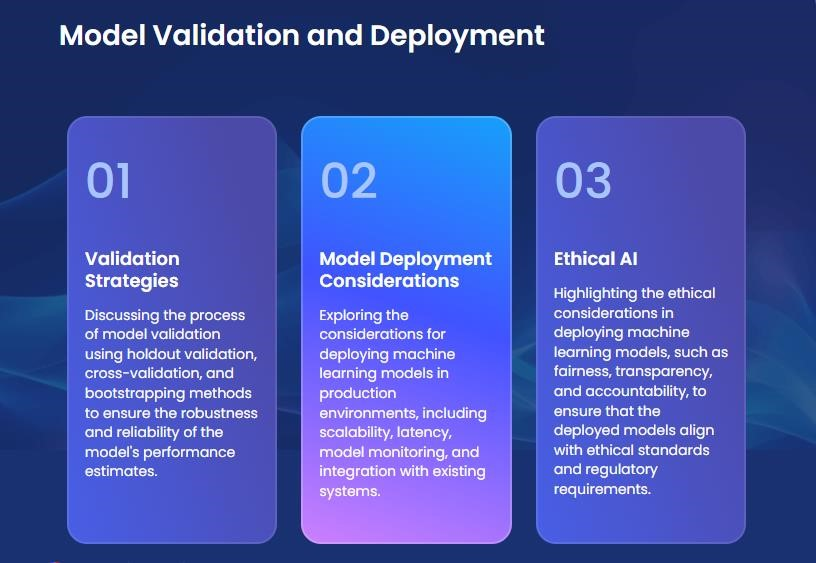 Model Validation and Deployment
01
Validation
Strategies
Discussing the process
of model validation
using holdout validation,
cross-validation, and
bootstrapping methods
to ensure the robustness
and reliability of the
model's performance
estimates.
02
Model Deployment
Considerations
Exploring the
considerations for
deploying machine
learning models in
production
environments, including
scalability, latency,
model monitoring, and
integration with existing
systems.
03
Ethical AI
Highlighting the ethical
considerations in
deploying machine
learning models, such as
fairness, transparency,
and accountability, to
ensure that the
deployed models align
with ethical standards
and regulatory
requirements.